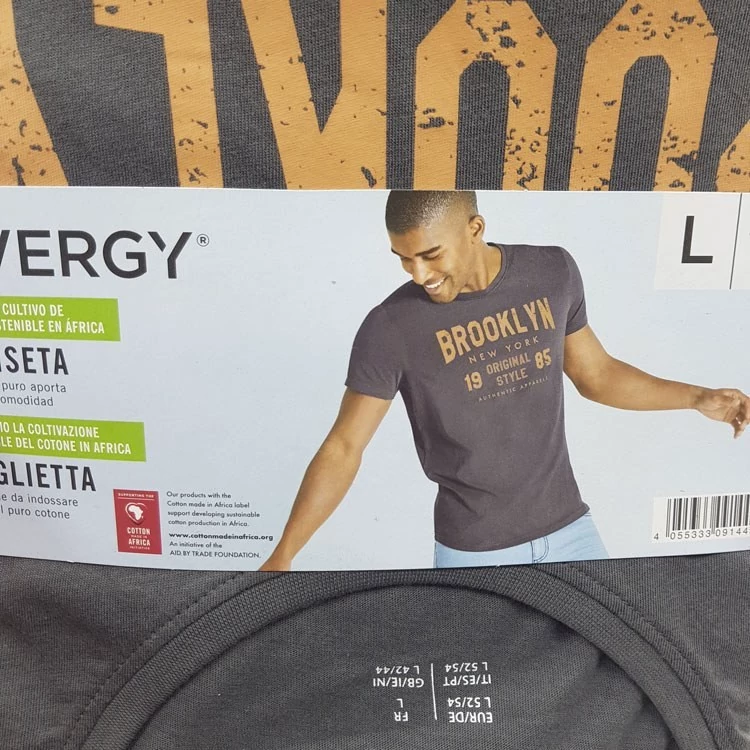 VERGY®
L
CULTIVO DE
STENIBLE EN ÁFRICA
ISETA
puro aporta
omodidad
MO LA COLTIVAZIONE
LE DEL COTONE IN AFRICA
GLIETTA
e da indossare
l puro cotone
SUPPORTING THE
COTTON
MADE IN
AFRICA
INITIATIVE
Our products with the
Cotton made in Africa label
support developing sustainable
cotton production in Africa.
www.cottonmadeinafrica.org
An initiative of the
AID BY TRADE FOUNDATION.
BROOKLYN
NEW YORK
19 ORIGINAL 85
STYLE
AUTHENTIC APPAREL
4 055333 09144
EUR/DE | FR
L 52/54 | L
IT/ES/PT | GB/IE/NI
L 52/54 | L 42/44